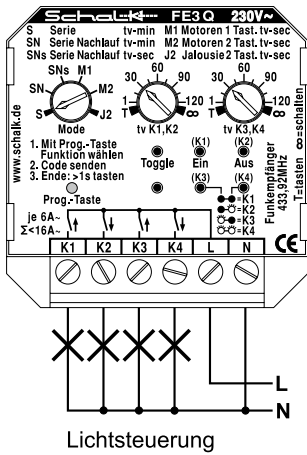 Schalk FE3Q 230V~
S Serie tv-min M1 Motoren 1 Tast. tv-sec
SN Serie Nachlauf tv-min M2 Motoren 2 Tast. tv-sec
SNs Serie Nachlauf tv-sec J2 Jalousie 2 Tast. tv-sec
www.schalk.de
S SN SNs M1 M2 J2
Mode
T 1 30 60 90 120 ∞
tv K1,K2
T 1 30 60 90 120 ∞
tv K3,K4
T=tasten ∞=schalten
1. Mit Prog.-Taste
Funktion wählen
2. Code senden
3. Ende: >1s tasten
Prog.-Taste
Toggle
(K1)
Ein
(K2)
Aus
(K3)
(K4)
=K1
=K2
=K3
=K4
Funkempfänger
433,92MHz
je 6A~
Σ<16A~
K1 K2 K3 K4 L N
CE
L
N
Lichtsteuerung